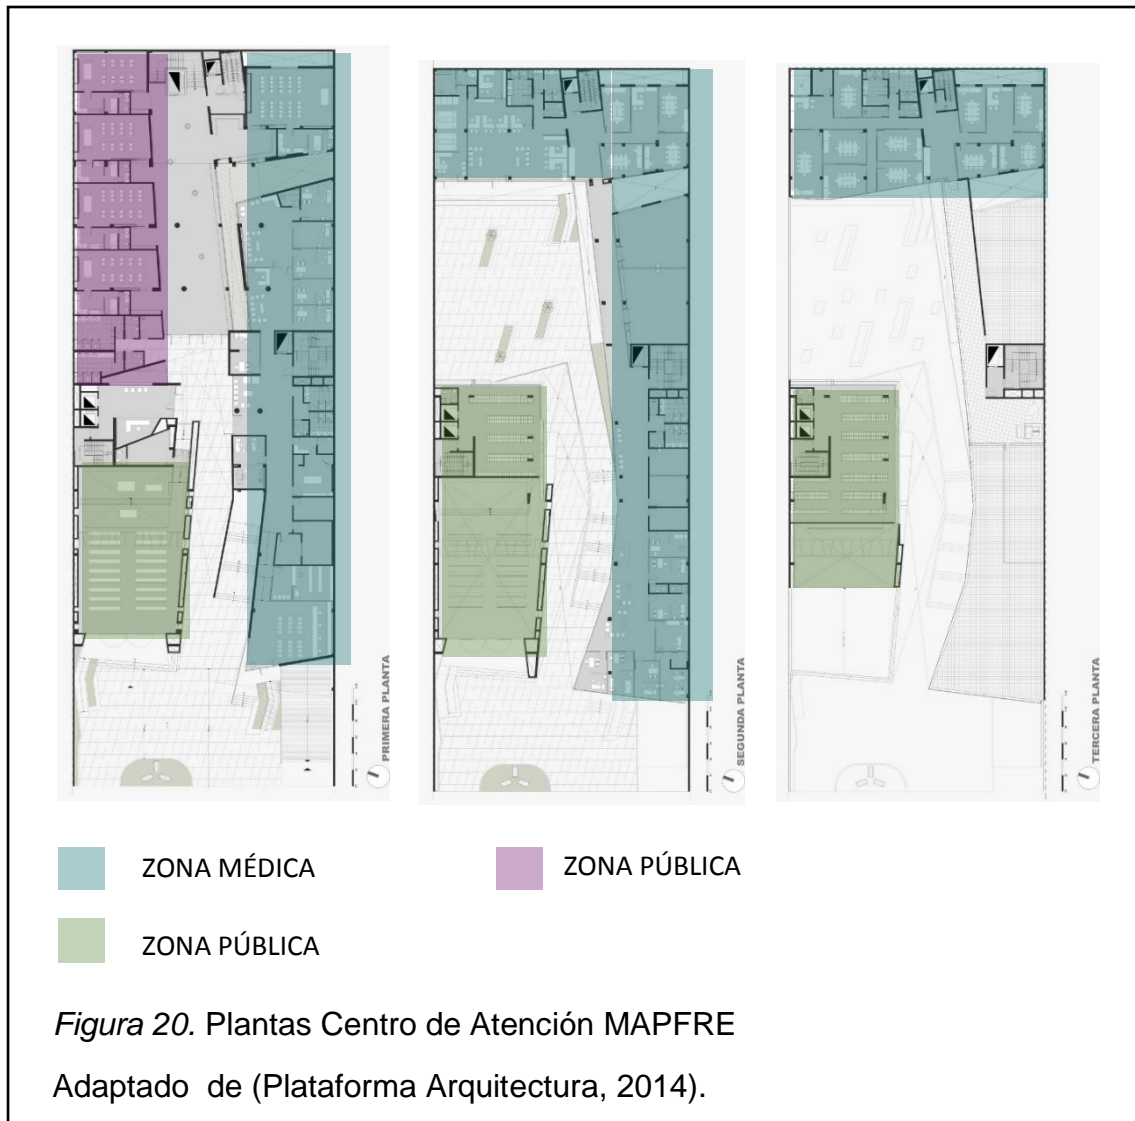 PRIMERA PLANTA
SEGUNDA PLANTA
TERCERA PLANTA
ZONA MÉDICA
ZONA PÚBLICA
ZONA PÚBLICA
Figura 20. Plantas Centro de Atención MAPFRE
Adaptado de (Plataforma Arquitectura, 2014).